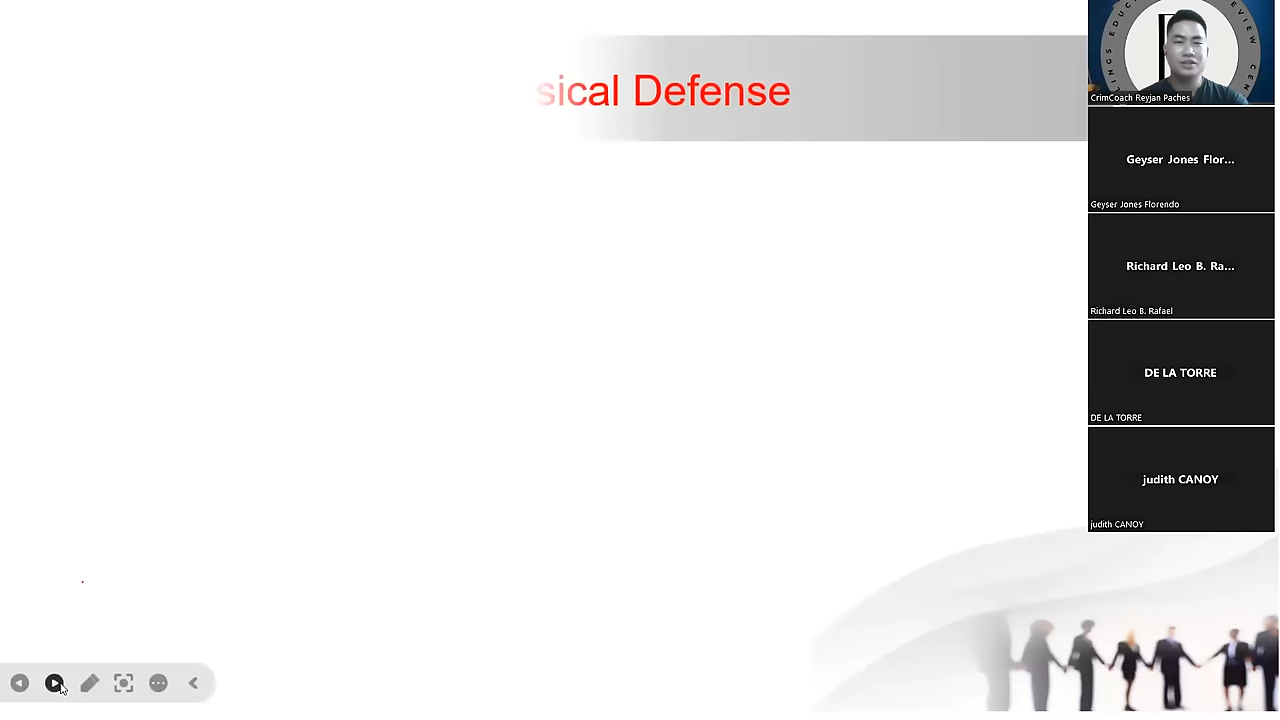 sical Defense
CrimCoach Reyjan Paches
Geyser Jones Flor...
Geyser Jones Florendo
Richard Leo B. Ra...
Richard Leo B. Rafael
DE LA TORRE
DE LA TORRE
judith CANOY
judith CANOY